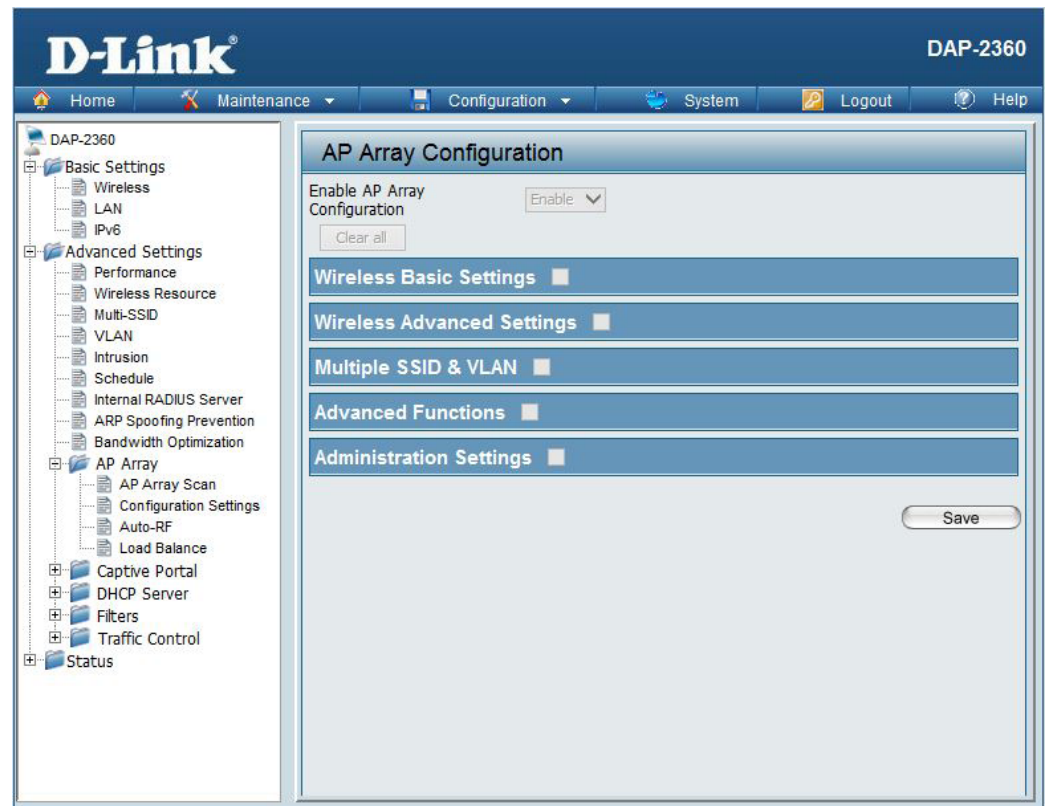 D-Link®
DAP-2360
Home Maintenance Configuration System Logout Help
DAP-2360
Basic Settings
Wireless
LAN
IPv6
Advanced Settings
Performance
Wireless Resource
Multi-SSID
VLAN
Intrusion
Schedule
Internal RADIUS Server
ARP Spoofing Prevention
Bandwidth Optimization
AP Array
AP Array Scan
Configuration Settings
Auto-RF
Load Balance
Captive Portal
DHCP Server
Filters
Traffic Control
Status
AP Array Configuration
Enable AP Array
Configuration
Enable
Clear all
Wireless Basic Settings
Wireless Advanced Settings
Multiple SSID & VLAN
Advanced Functions
Administration Settings
Save